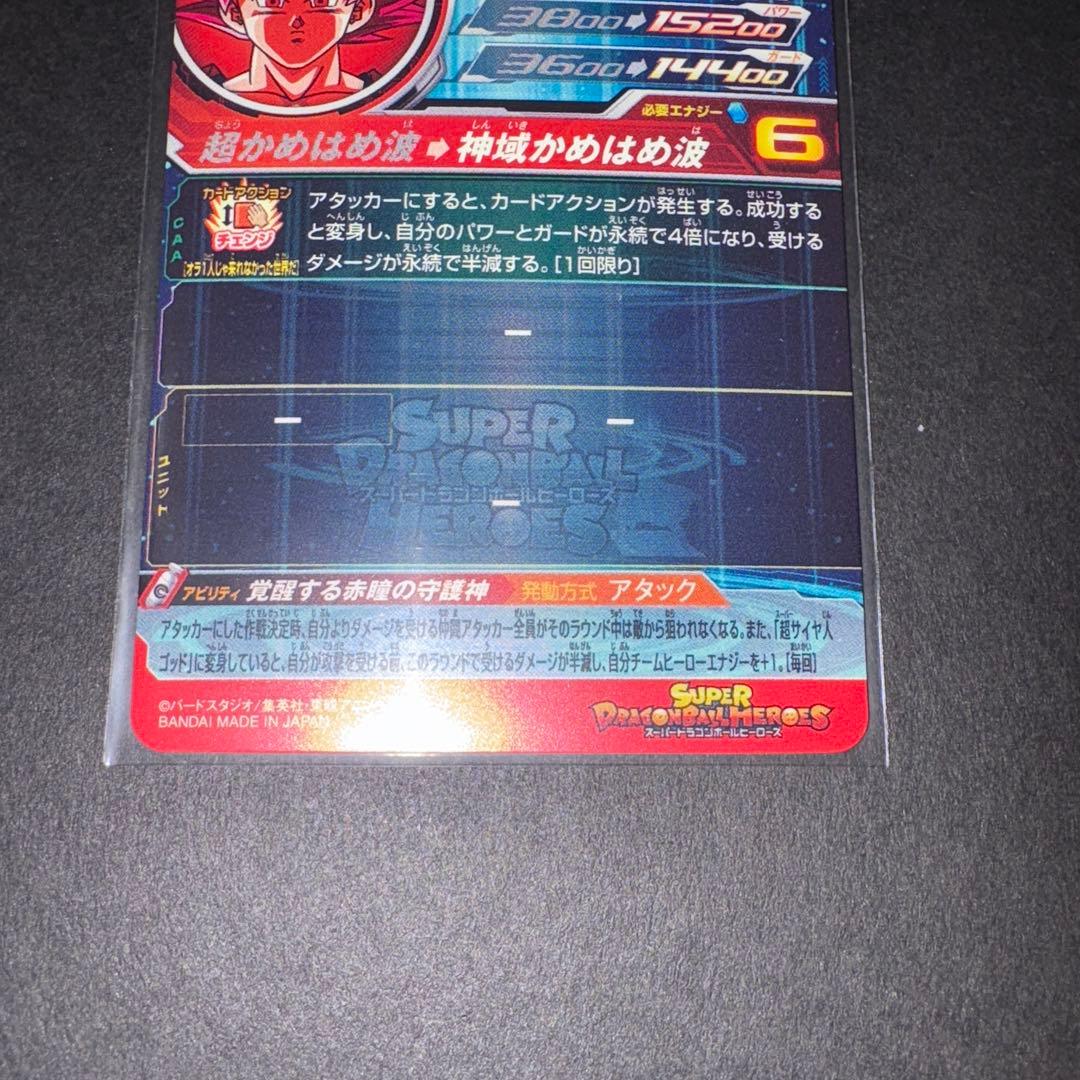 3800→15200
パワー
3600→14400
ガード
必要エナジー
6
超かめはめ波→神域かめはめ波
CAA
カードアクション
チェンジ
[オラ1人じゃ来れなかった世界だ]
アタッカーにすると、カードアクションが発生する。成功する
と変身し、自分のパワーとガードが永続で4倍になり、受ける
ダメージが永続で半減する。[1回限り]
ー
ー
ー
ー
ユニット
SUPER
DRAGONBALL
スーパードラゴンボールヒーローズ
HEROES
アビリティ 覚醒する赤瞳の守護神 発動方式 アタック
アタッカーにした作戦決定時、自分よりダメージを受ける仲間アタッカー全員がそのラウンド中は敵から狙われなくなる。また、「超サイヤ人
ゴッド」に変身していると、自分が攻撃を受ける前、このラウンドで受けるダメージが半減し、自分チームヒーローエナジーを+1。[毎回]
©バードスタジオ/集英社・東映アニ
BANDAI MADE IN JAPAN
SUPER
DRAGONBALL HEROES
スーパードラゴンボールヒーローズ